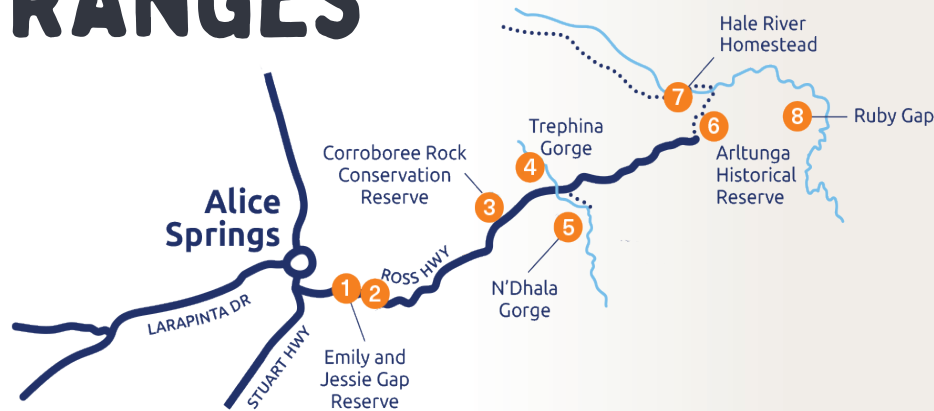 RANGES
Hale River
Homestead
7
8
Ruby Gap
6
Trephina
Gorge
4
Arltunga
Historical
Reserve
Corroboree Rock
Conservation
Reserve
3
5
Alice
Springs
ROSS HWY
N'Dhala
Gorge
1
2
LARAPINTA DR
STUART HWY
Emily and
Jessie Gap
Reserve